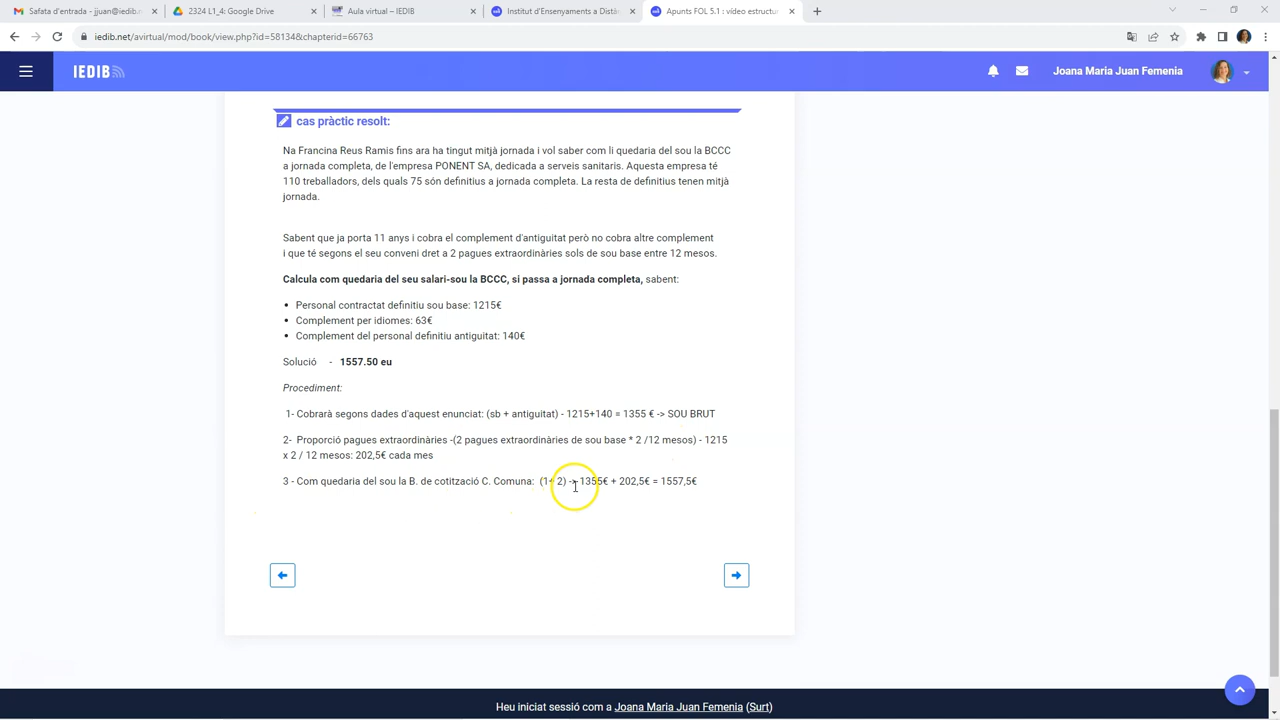 Safata d'entrada - jjuan@iedib.n
2324 L1_4: Google Drive
Aula virtual – IEDIB
Institut d'Ensenyaments a Distàn
Apunts FOL 5.1 : vídeo estructu
iedib.net/avirtual/mod/book/view.php?id=58134&chapterid=66763
IEDIB
Joana Maria Juan Femenia
cas pràctic resolt:
Na Francina Reus Ramis fins ara ha tingut mitjà jornada i vol saber com li quedaria del sou la BCCC
a jornada completa, de l'empresa PONENT SA, dedicada a serveis sanitaris. Aquesta empresa té
110 treballadors, dels quals 75 són definitius a jornada completa. La resta de definitius tenen mitjà
jornada.
Sabent que ja porta 11 anys i cobra el complement d'antiguitat però no cobra altre complement
i que té segons el seu conveni dret a 2 pagues extraordinàries sols de sou base entre 12 mesos.
Calcula com quedaria del seu salari-sou la BCCC, si passa a jornada completa, sabent:
• Personal contractat definitiu sou base: 1215€
• Complement per idiomes: 63€
• Complement del personal definitiu antiguitat: 140€
Solució - 1557.50 eu
Procediment:
1- Cobrarà segons dades d'aquest enunciat: (sb + antiguitat) - 1215+140 = 1355 € -> SOU BRUT
2- Proporció pagues extraordinàries -(2 pagues extraordinàries de sou base * 2 /12 mesos) - 1215
x 2 / 12 mesos: 202,5€ cada mes
3 - Com quedaria del sou la B. de cotització C. Comuna: (1+ 2) -> 1355€ + 202,5€ = 1557,5€
Heu iniciat sessió com a Joana Maria Juan Femenia (Surt)